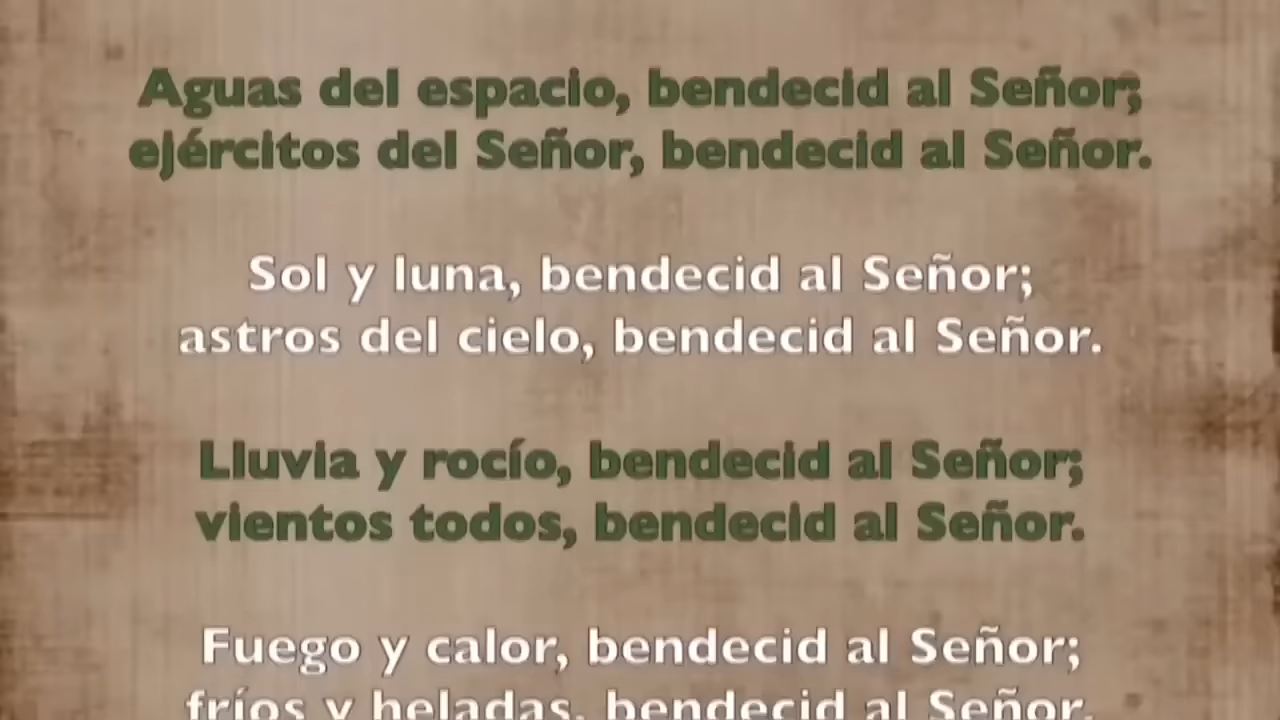 Aguas del espacio, bendecid al Señor;
ejércitos del Señor, bendecid al Señor.
Sol y luna, bendecid al Señor;
astros del cielo, bendecid al Señor.
Lluvia y rocío, bendecid al Señor;
vientos todos, bendecid al Señor.
Fuego y calor, bendecid al Señor;
fríos y heladas, bendecid al Señor.